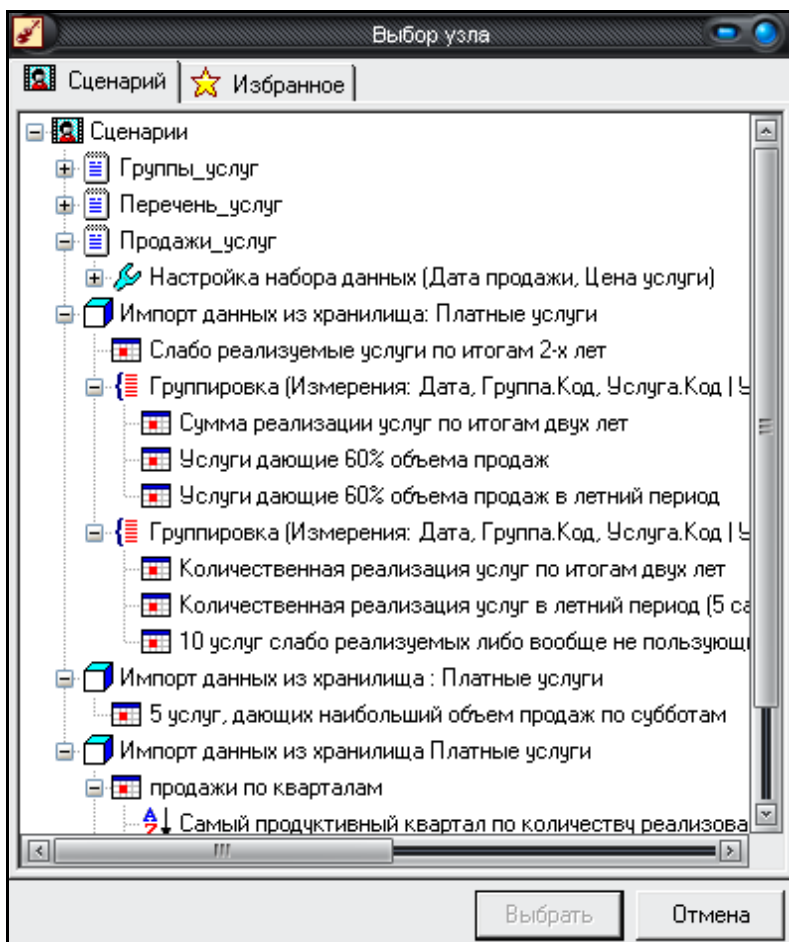 Выбор узла
Сценарий Избранное
Сценарии
Группы_услуг
Перечень_услуг
Продажи_услуг
Настройка набора данных (Дата продажи, Цена услуги)
Импорт данных из хранилища: Платные услуги
Слабо реализуемые услуги по итогам 2-х лет
Группировка (Измерения: Дата, Группа.Код, Услуга.Код | У
Сумма реализации услуг по итогам двух лет
Услуги дающие 60% объема продаж
Услуги дающие 60% объема продаж в летний период
Группировка (Измерения: Дата, Группа.Код, Услуга.Код | У
Количественная реализация услуг по итогам двух лет
Количественная реализация услуг в летний период (5 са
10 услуг слабо реализуемых либо вообще не пользующи
Импорт данных из хранилища : Платные услуги
5 услуг, дающих наибольший объем продаж по субботам
Импорт данных из хранилища Платные услуги
продажи по кварталам
Самый продуктивный квартал по количеству реализова
Выбрать Отмена